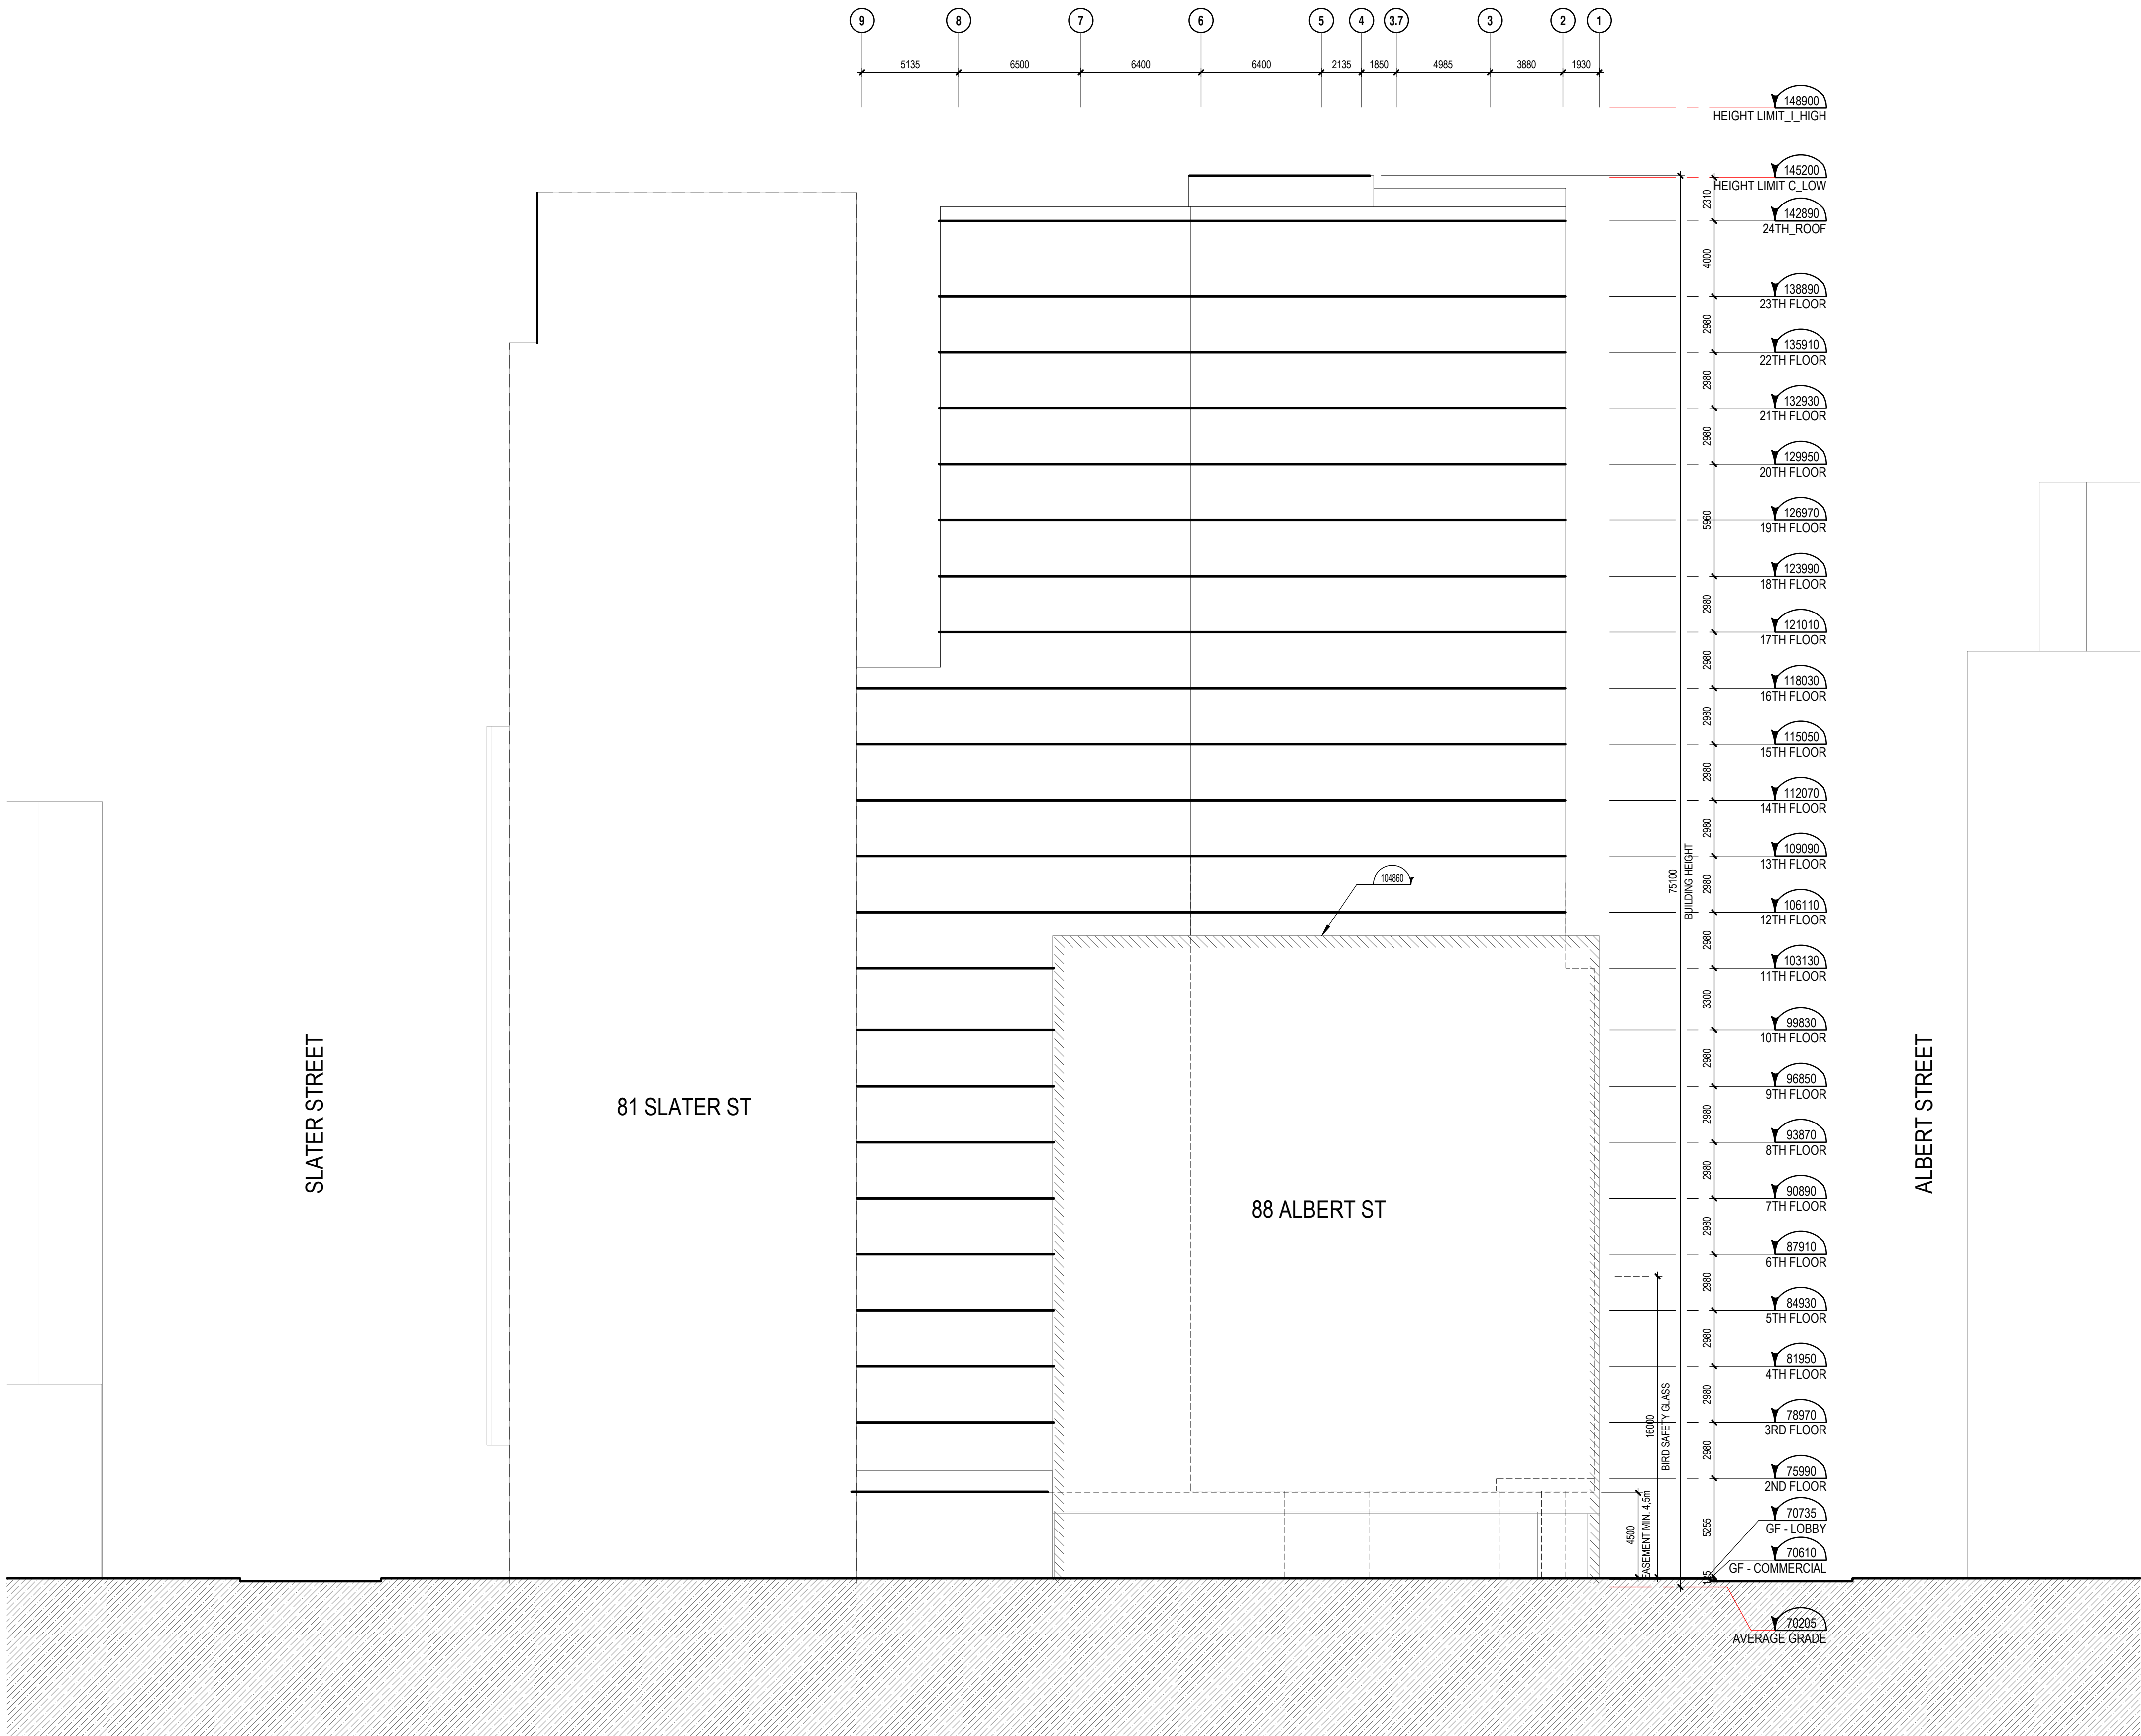 9 8 7 6 5 4 3.7 3 2 1
5135 6500 6400 6400 2135 1850 4985 3880 1930
148900
HEIGHT LIMIT_I_HIGH
145200
HEIGHT LIMIT C_LOW
2310
142890
24TH_ROOF
4000
138890
23TH FLOOR
2980
135910
22TH FLOOR
2980
132930
21TH FLOOR
2980
129950
20TH FLOOR
5960
126970
19TH FLOOR
123990
18TH FLOOR
2980
121010
17TH FLOOR
2980
118030
16TH FLOOR
2980
115050
15TH FLOOR
2980
112070
14TH FLOOR
2980
109090
13TH FLOOR
2980
75100
BUILDING HEIGHT
104860
106110
12TH FLOOR
2980
103130
11TH FLOOR
3300
99830
10TH FLOOR
2980
96850
9TH FLOOR
2980
93870
8TH FLOOR
2980
90890
7TH FLOOR
2980
87910
6TH FLOOR
2980
84930
5TH FLOOR
2980
81950
4TH FLOOR
2980
78970
3RD FLOOR
2980
75990
2ND FLOOR
5255
70735
GF - LOBBY
70610
GF - COMMERCIAL
125
70205
AVERAGE GRADE
16000
BIRD SAFETY GLASS
4500
EASEMENT MIN. 4,5m
SLATER STREET
81 SLATER ST
88 ALBERT ST
ALBERT STREET